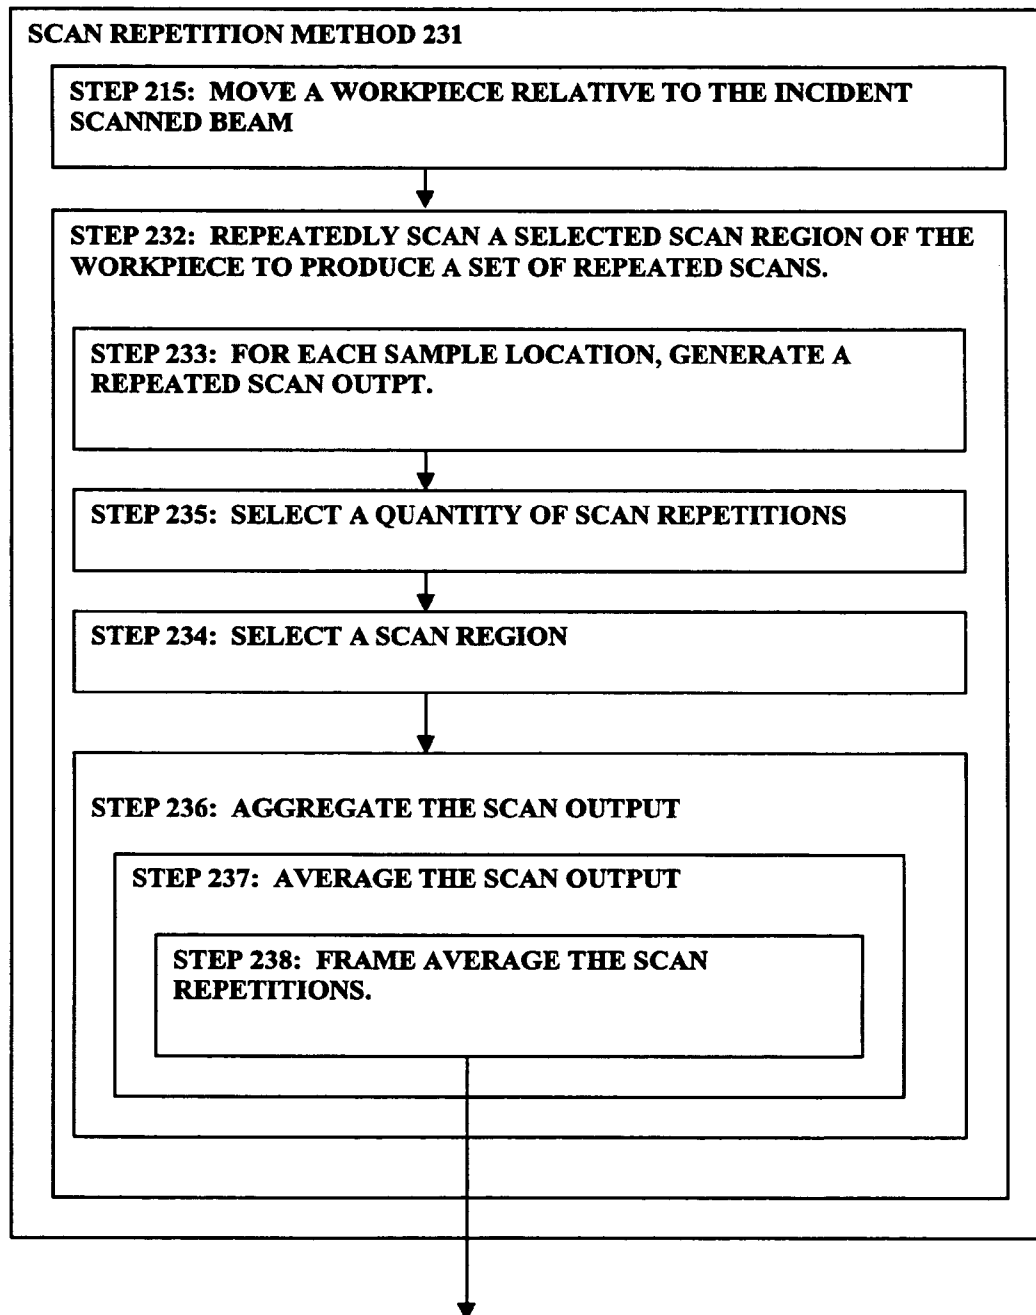 SCAN REPETITION METHOD 231
STEP 215: MOVE A WORKPIECE RELATIVE TO THE INCIDENT
SCANNED BEAM
STEP 232: REPEATEDLY SCAN A SELECTED SCAN REGION OF THE
WORKPIECE TO PRODUCE A SET OF REPEATED SCANS.
STEP 233: FOR EACH SAMPLE LOCATION, GENERATE A
REPEATED SCAN OUTPT.
STEP 235: SELECT A QUANTITY OF SCAN REPETITIONS
STEP 234: SELECT A SCAN REGION
STEP 236: AGGREGATE THE SCAN OUTPUT
STEP 237: AVERAGE THE SCAN OUTPUT
STEP 238: FRAME AVERAGE THE SCAN
REPETITIONS.